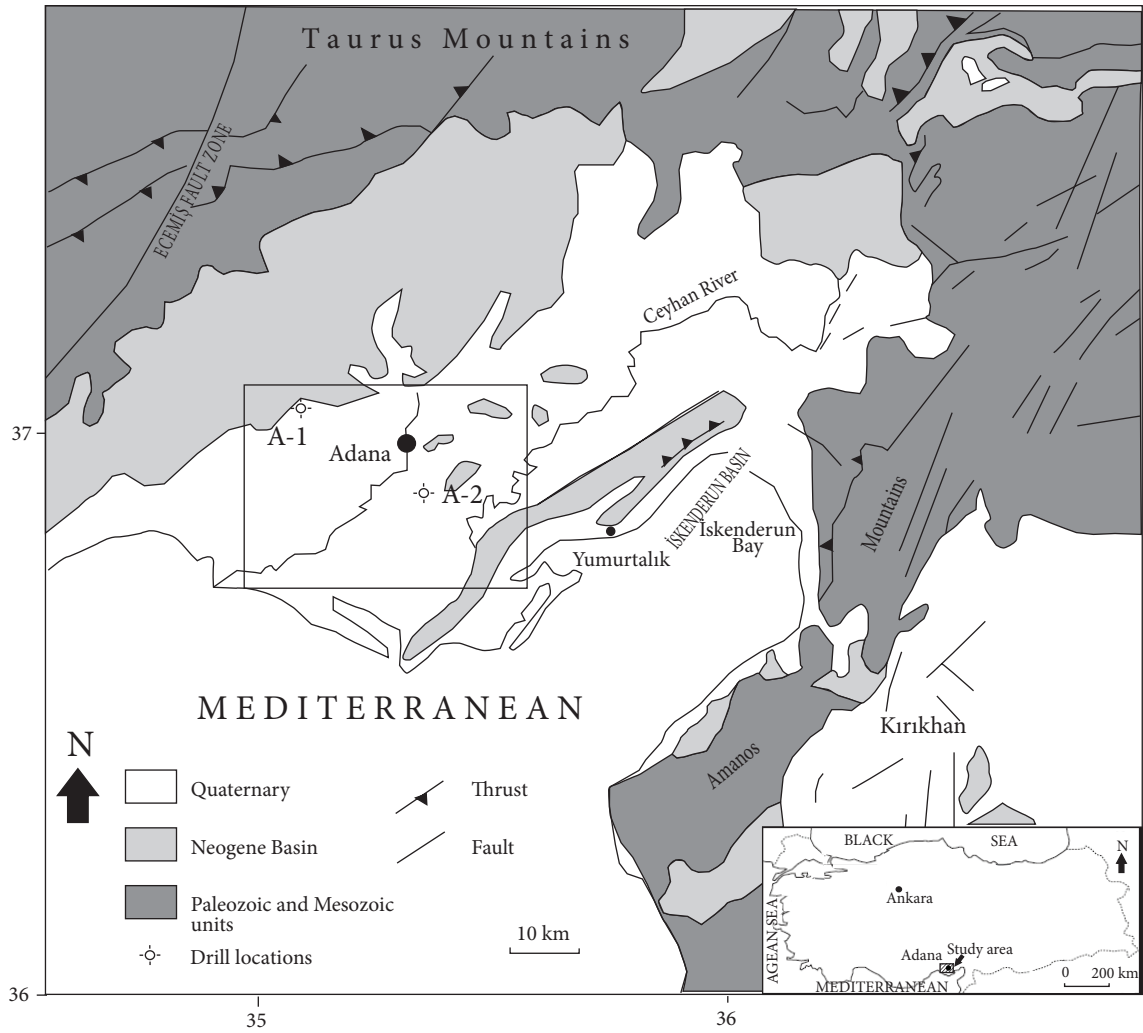 Taurus Mountains
ECEMİŞ FAULT ZONE
Ceyhan River
37
A-1
Adana
A-2
İSKENDERUN BASIN
İskenderun
Bay
Yumurtalık
Mountains
MEDITERRANEAN
Kırıkhan
Amanos
N
Quaternary
Thrust
Neogene Basin
Fault
Paleozoic and Mesozoic
units
Drill locations
10 km
BLACK SEA
N
Ankara
AGEAN SEA
Adana
Study area
0 200 km
MEDITERRANEAN
36
35
36